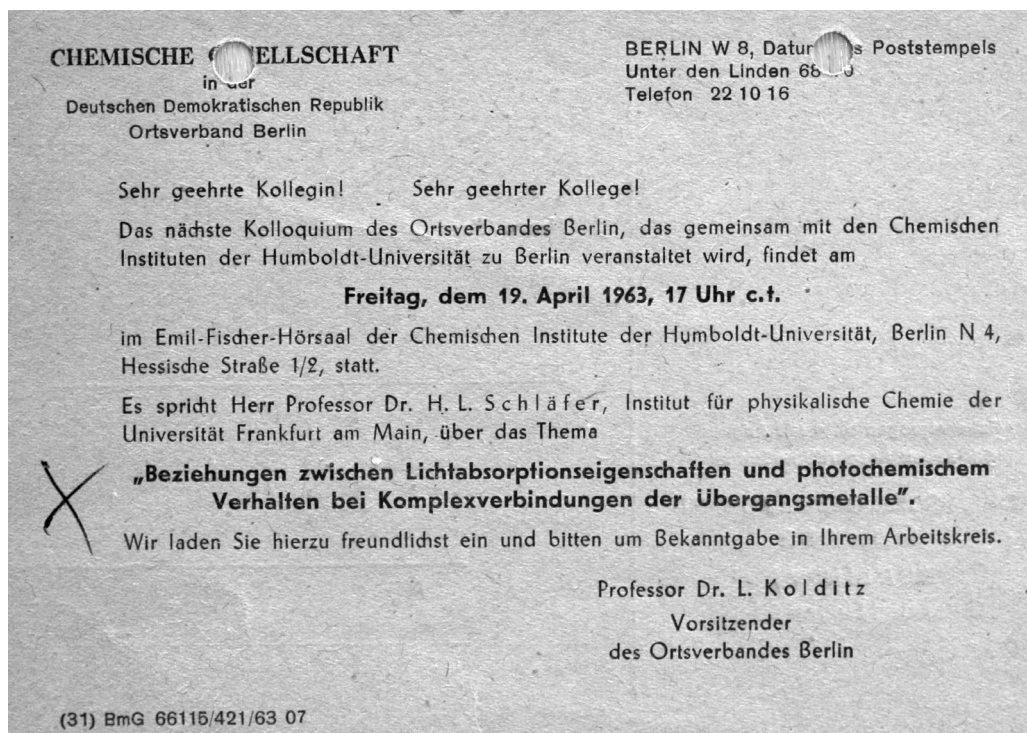 CHEMISCHE GESELLSCHAFT
in der
Deutschen Demokratischen Republik
Ortsverband Berlin
BERLIN W 8, Datum des Poststempels
Unter den Linden 68
Telefon 22 10 16
Sehr geehrte Kollegin! Sehr geehrter Kollege!
Das nächste Kolloquium des Ortsverbandes Berlin, das gemeinsam mit den Chemischen
Instituten der Humboldt-Universität zu Berlin veranstaltet wird, findet am
Freitag, dem 19. April 1963, 17 Uhr c.t.
im Emil-Fischer-Hörsaal der Chemischen Institute der Humboldt-Universität, Berlin N 4,
Hessische Straße 1/2, statt.
Es spricht Herr Professor Dr. H. L. Schläfer, Institut für physikalische Chemie der
Universität Frankfurt am Main, über das Thema
„Beziehungen zwischen Lichtabsorptionseigenschaften und photochemischem
Verhalten bei Komplexverbindungen der Übergangsmetalle”.
Wir laden Sie hierzu freundlichst ein und bitten um Bekanntgabe in Ihrem Arbeitskreis.
Professor Dr. L. Kolditz
Vorsitzender
des Ortsverbandes Berlin
(31) BmG 66115/421/63 07